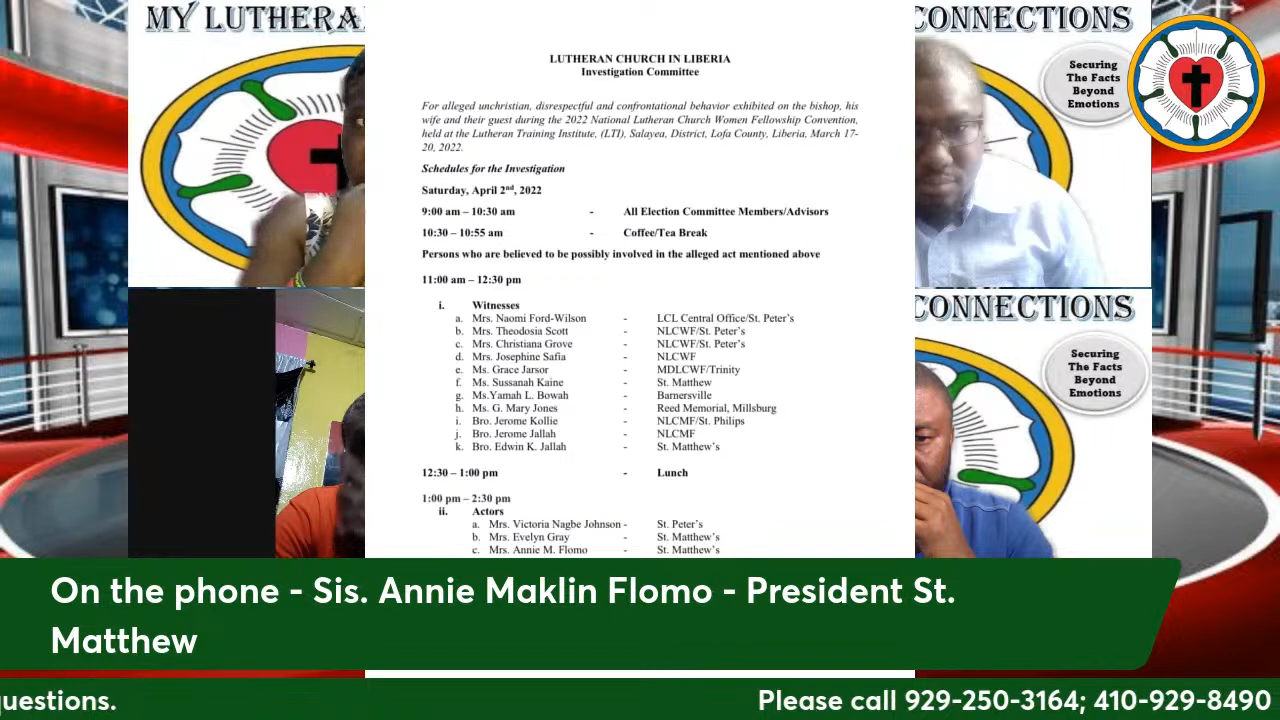 MY LUTHERA
CONNECTIONS
Securing
The Facts
Beyond
Emotions
LUTHERAN CHURCH IN LIBERIA
Investigation Committee
For alleged unchristian, disrespectful and confrontational behavior exhibited on the bishop, his
wife and their guest during the 2022 National Lutheran Church Women Fellowship Convention,
held at the Lutheran Training Institute, (LTI), Salayea, District, Lofa County, Liberia, March 17-
20, 2022.
Schedules for the Investigation
Saturday, April 2nd, 2022
9:00 am – 10:30 am - All Election Committee Members/Advisors
10:30 – 10:55 am - Coffee/Tea Break
Persons who are believed to be possibly involved in the alleged act mentioned above
11:00 am – 12:30 pm
i. Witnesses
a. Mrs. Naomi Ford-Wilson - LCL Central Office/St. Peter's
b. Mrs. Theodosia Scott - NLCWF/St. Peter's
c. Mrs. Christiana Grove - NLCWF/St. Peter's
d. Mrs. Josephine Safia - NLCWF
e. Ms. Grace Jarsor - MDLCWF/Trinity
f. Ms. Sussanah Kaine - St. Matthew
g. Ms.Yamah L. Bowah - Barnersville
h. Ms. G. Mary Jones - Reed Memorial, Millsburg
i. Bro. Jerome Kollie - NLCMF/St. Philips
j. Bro. Jerome Jallah - NLCMF
k. Bro. Edwin K. Jallah - St. Matthew's
12:30 – 1:00 pm - Lunch
1:00 pm – 2:30 pm
ii. Actors
a. Mrs. Victoria Nagbe Johnson - St. Peter's
b. Mrs. Evelyn Gray - St. Matthew's
c. Mrs. Annie M. Flomo - St. Matthew's
CONNECTIONS
Securing
The Facts
Beyond
Emotions
On the phone - Sis. Annie Maklin Flomo - President St.
Matthew
uestions. Please call 929-250-3164; 410-929-8490